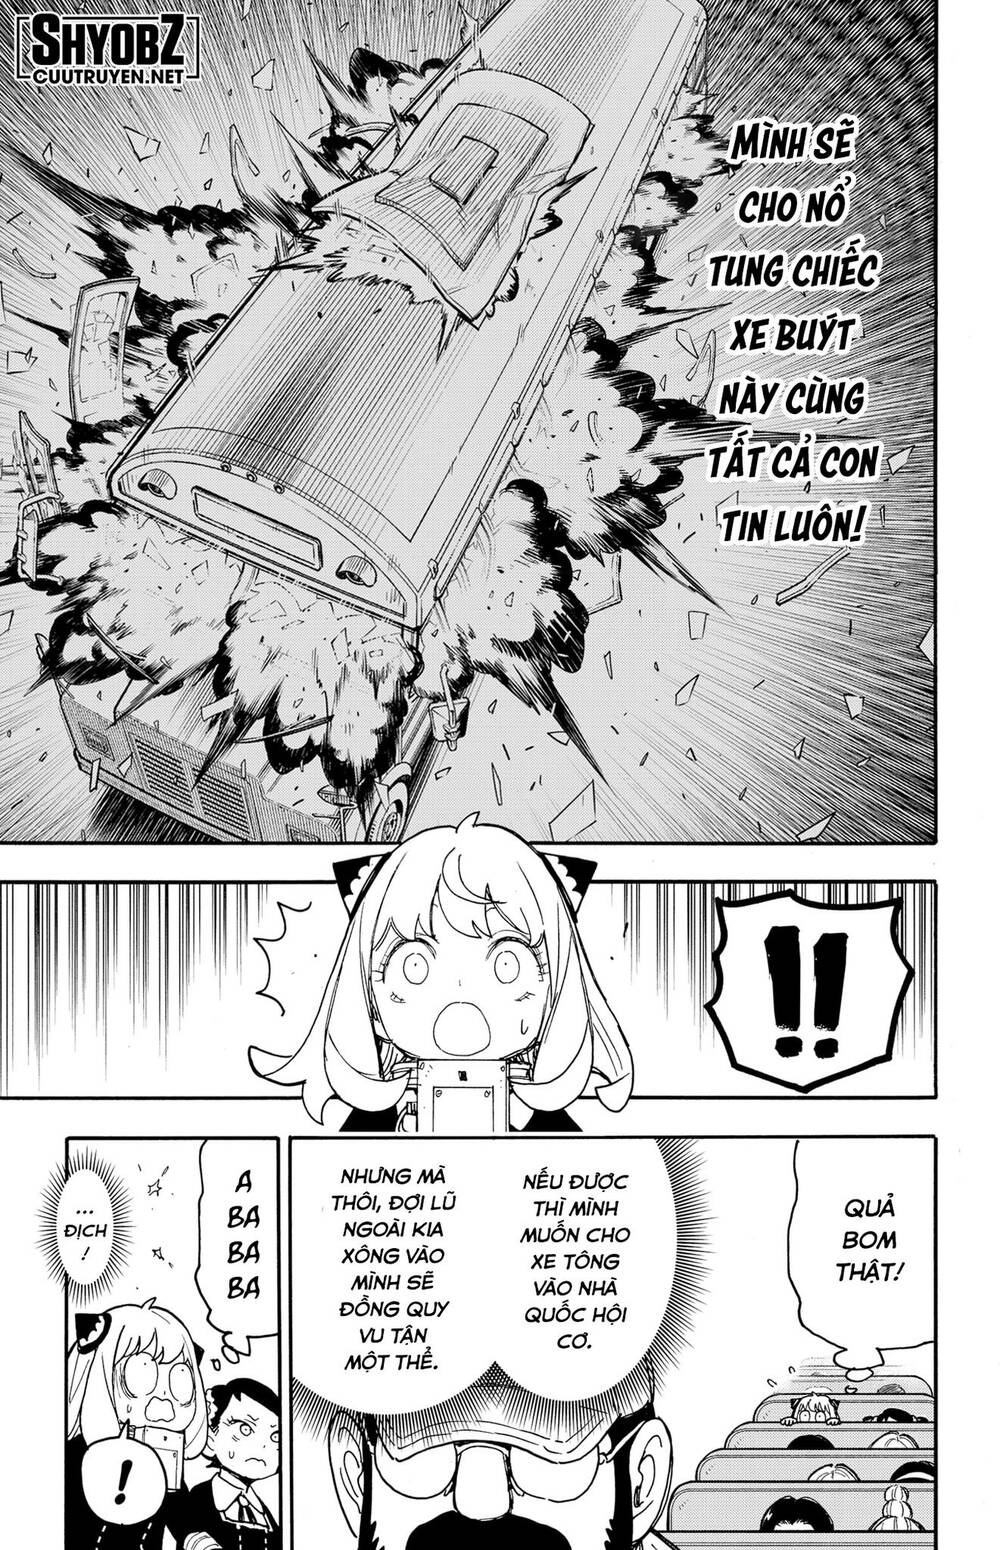 SHYOBZ
CUUTRUYEN.NET
MÌNH SẼ
CHO NỔ
TUNG CHIẾC
XE BUÝT
NÀY CÙNG
TẤT CẢ CON
TIN LUÔN!
!!
QUẢ
BOM
THẬT!
NẾU ĐƯỢC
THÌ MÌNH
MUỐN CHO
XE TÔNG
VÀO NHÀ
QUỐC HỘI
CƠ.
NHƯNG MÀ
THÔI, ĐỢI LŨ
NGOÀI KIA
XÔNG VÀO
MÌNH SẼ
ĐỒNG QUY
VU TẬN
MỘT THỂ.
A
BA
BA
BA
...
ĐỊCH
!
!